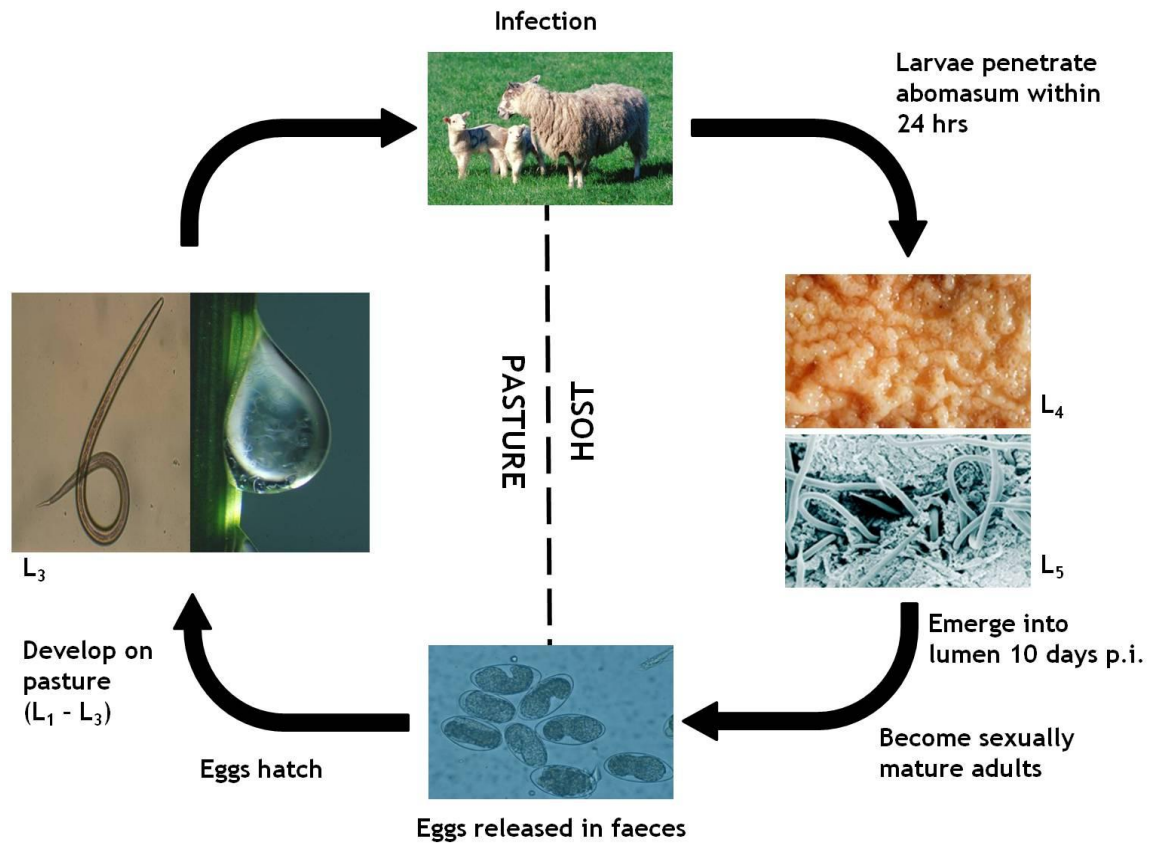 Infection
Larvae penetrate
abomasum within
24 hrs
L₄
L₅
Emerge into
lumen 10 days p.i.
Become sexually
mature adults
Eggs released in faeces
Eggs hatch
Develop on
pasture
(L₁ - L₃)
L₃
PASTURE
HOST